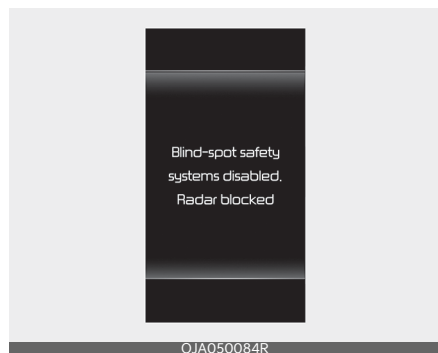 Blind-spot safety
systems disabled.
Radar blocked
OJA050084R